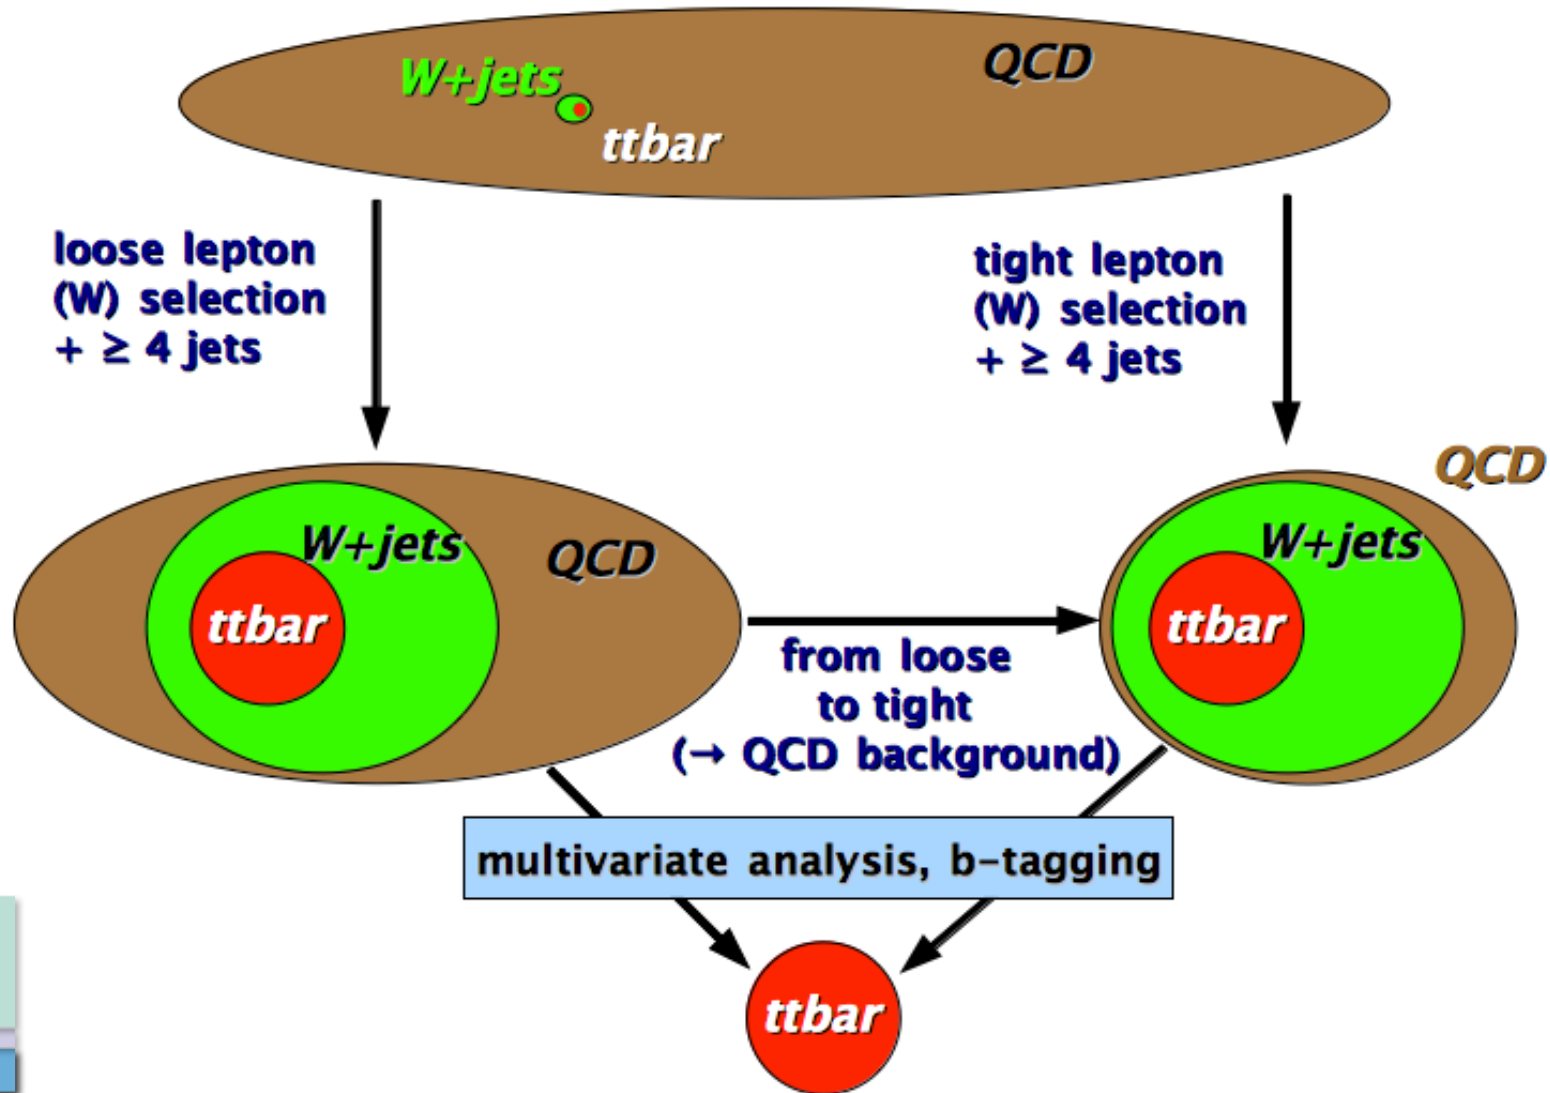 QCD
W+jets
ttbar
loose lepton
(W) selection
+ ≥ 4 jets
tight lepton
(W) selection
+ ≥ 4 jets
QCD
W+jets
QCD
ttbar
W+jets
ttbar
from loose
to tight
(→ QCD background)
multivariate analysis, b-tagging
ttbar